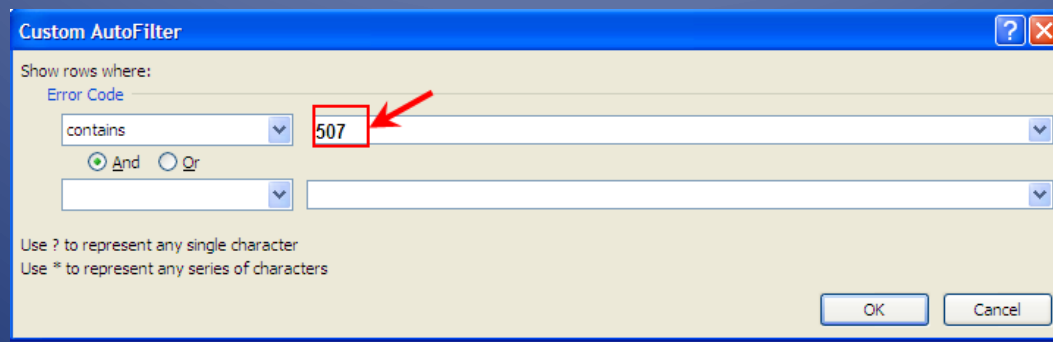 Custom AutoFilter ?
Show rows where:
Error Code
contains 507
And Or
Use ? to represent any single character
Use * to represent any series of characters
OK Cancel